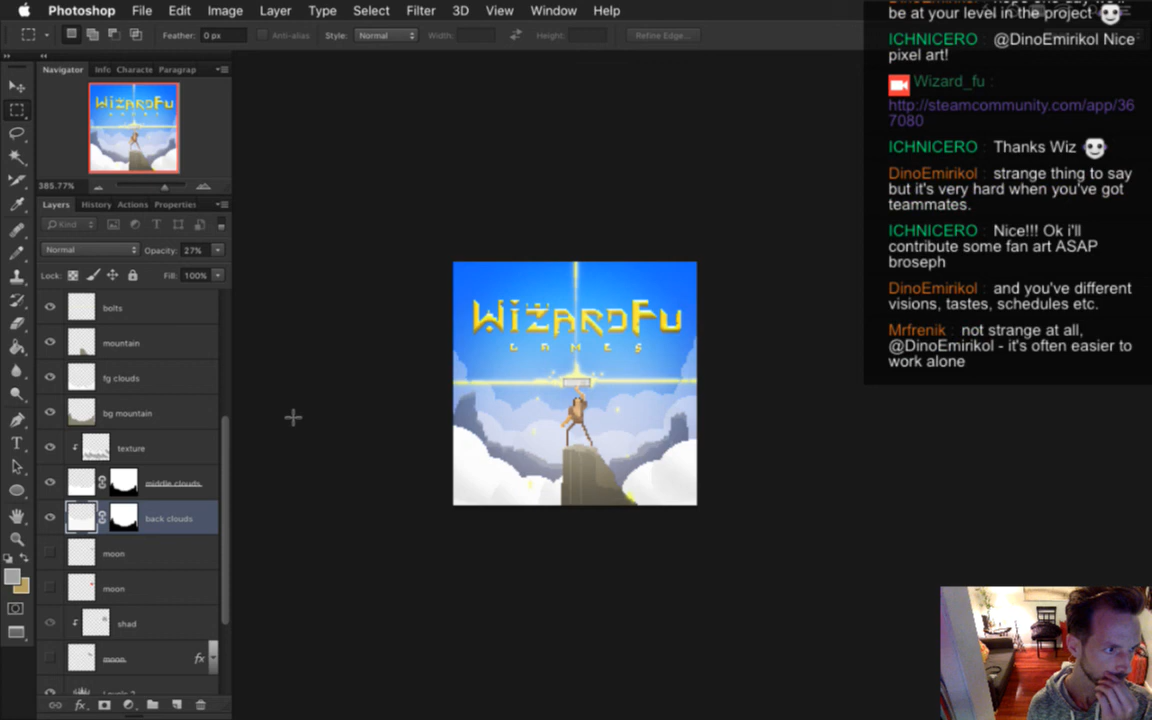 Photoshop File Edit Image Layer Type Select Filter 3D View Window Help
Feather: 0 px Anti-alias Style: Normal Width: Height: Refine Edge...
Navigator Info Characte Paragrap
WizardFu
GAMES
385.77%
Layers History Actions Properties
Kind
Normal Opacity: 27%
Lock: Fill: 100%
bolts
mountain
fg clouds
bg mountain
texture
middle clouds
back clouds
moon
moon
shad
moon fx
fx
WizardFu
GAMES
be at your level in the project
ICHNICERO : @DinoEmirikol Nice
pixel art!
Wizard_fu :
http://steamcommunity.com/app/36
7080
ICHNICERO : Thanks Wiz
DinoEmirikol : strange thing to say
but it's very hard when you've got
teammates.
ICHNICERO : Nice!!! Ok i'll
contribute some fan art ASAP
broseph
DinoEmirikol : and you've different
visions, tastes, schedules etc.
Mrfrenik : not strange at all,
@DinoEmirikol - it's often easier to
work alone